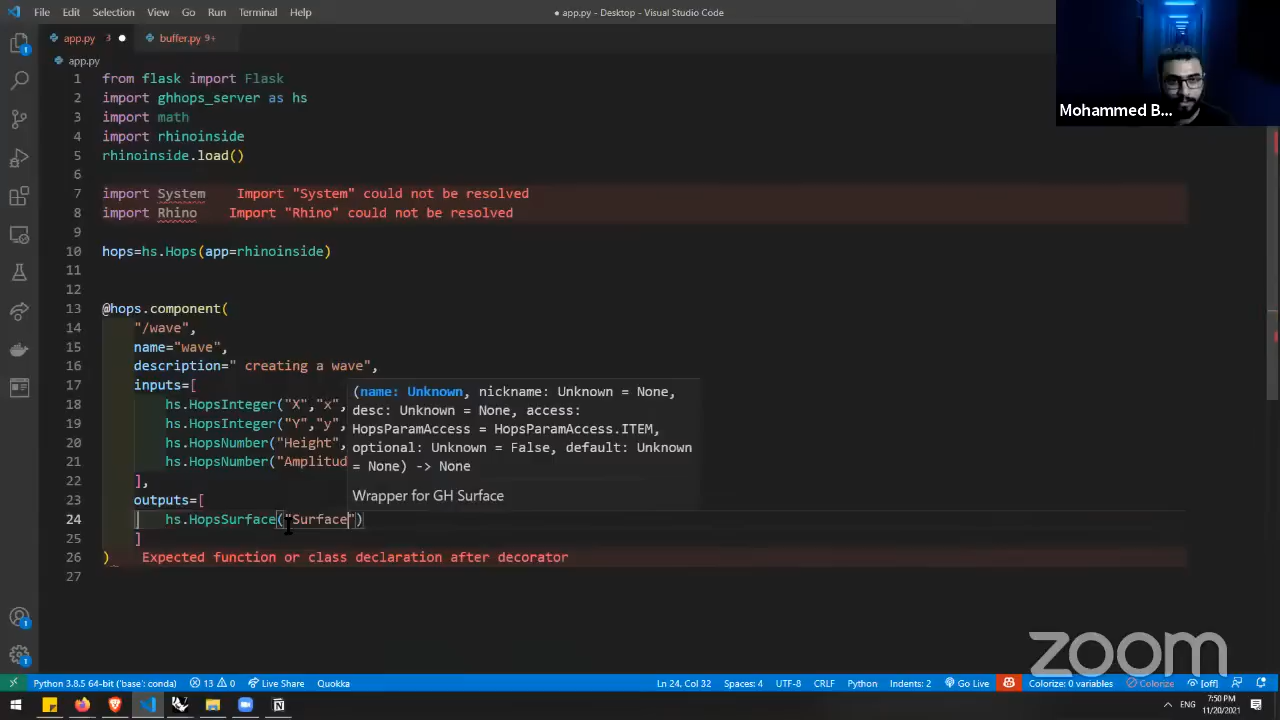 File Edit Selection View Go Run Terminal Help
● app.py - Desktop - Visual Studio Code
app.py 3 ● buffer.py 9+
app.py
1 from flask import Flask
2 import ghhops_server as hs
3 import math
4 import rhinoinside
5 rhinoinside.load()
6
7 import System Import "System" could not be resolved
8 import Rhino Import "Rhino" could not be resolved
9
10 hops=hs.Hops(app=rhinoinside)
11
12
13 @hops.component(
14 "/wave",
15 name="wave",
16 description=" creating a wave",
17 inputs=[
18 hs.HopsInteger("X","x",
19 hs.HopsInteger("Y","y",
20 hs.HopsNumber("Height",
21 hs.HopsNumber("Amplitud
22 ],
23 outputs=[
24 hs.HopsSurface("Surface")
25 ]
26 ) Expected function or class declaration after decorator
27
(name: Unknown, nickname: Unknown = None,
desc: Unknown = None, access:
HopsParamAccess = HopsParamAccess.ITEM,
optional: Unknown = False, default: Unknown
= None) -> None
Wrapper for GH Surface
Mohammed B...
zoom
Python 3.8.5 64-bit ('base': conda) 13 0 Live Share Quokka Ln 24, Col 32 Spaces: 4 UTF-8 CRLF Python Indents: 2 Go Live Colorize: 0 variables Colorize [off]
ENG 7:50 PM
11/20/2021